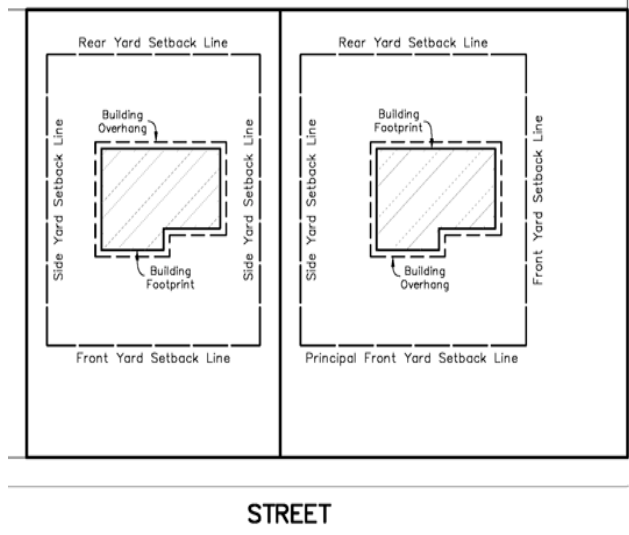 Rear Yard Setback Line
Building
Overhang
Side Yard Setback Line
Side Yard Setback Line
Building
Footprint
Front Yard Setback Line
Rear Yard Setback Line
Building
Footprint
Side Yard Setback Line
Front Yard Setback Line
Building
Overhang
Principal Front Yard Setback Line
STREET